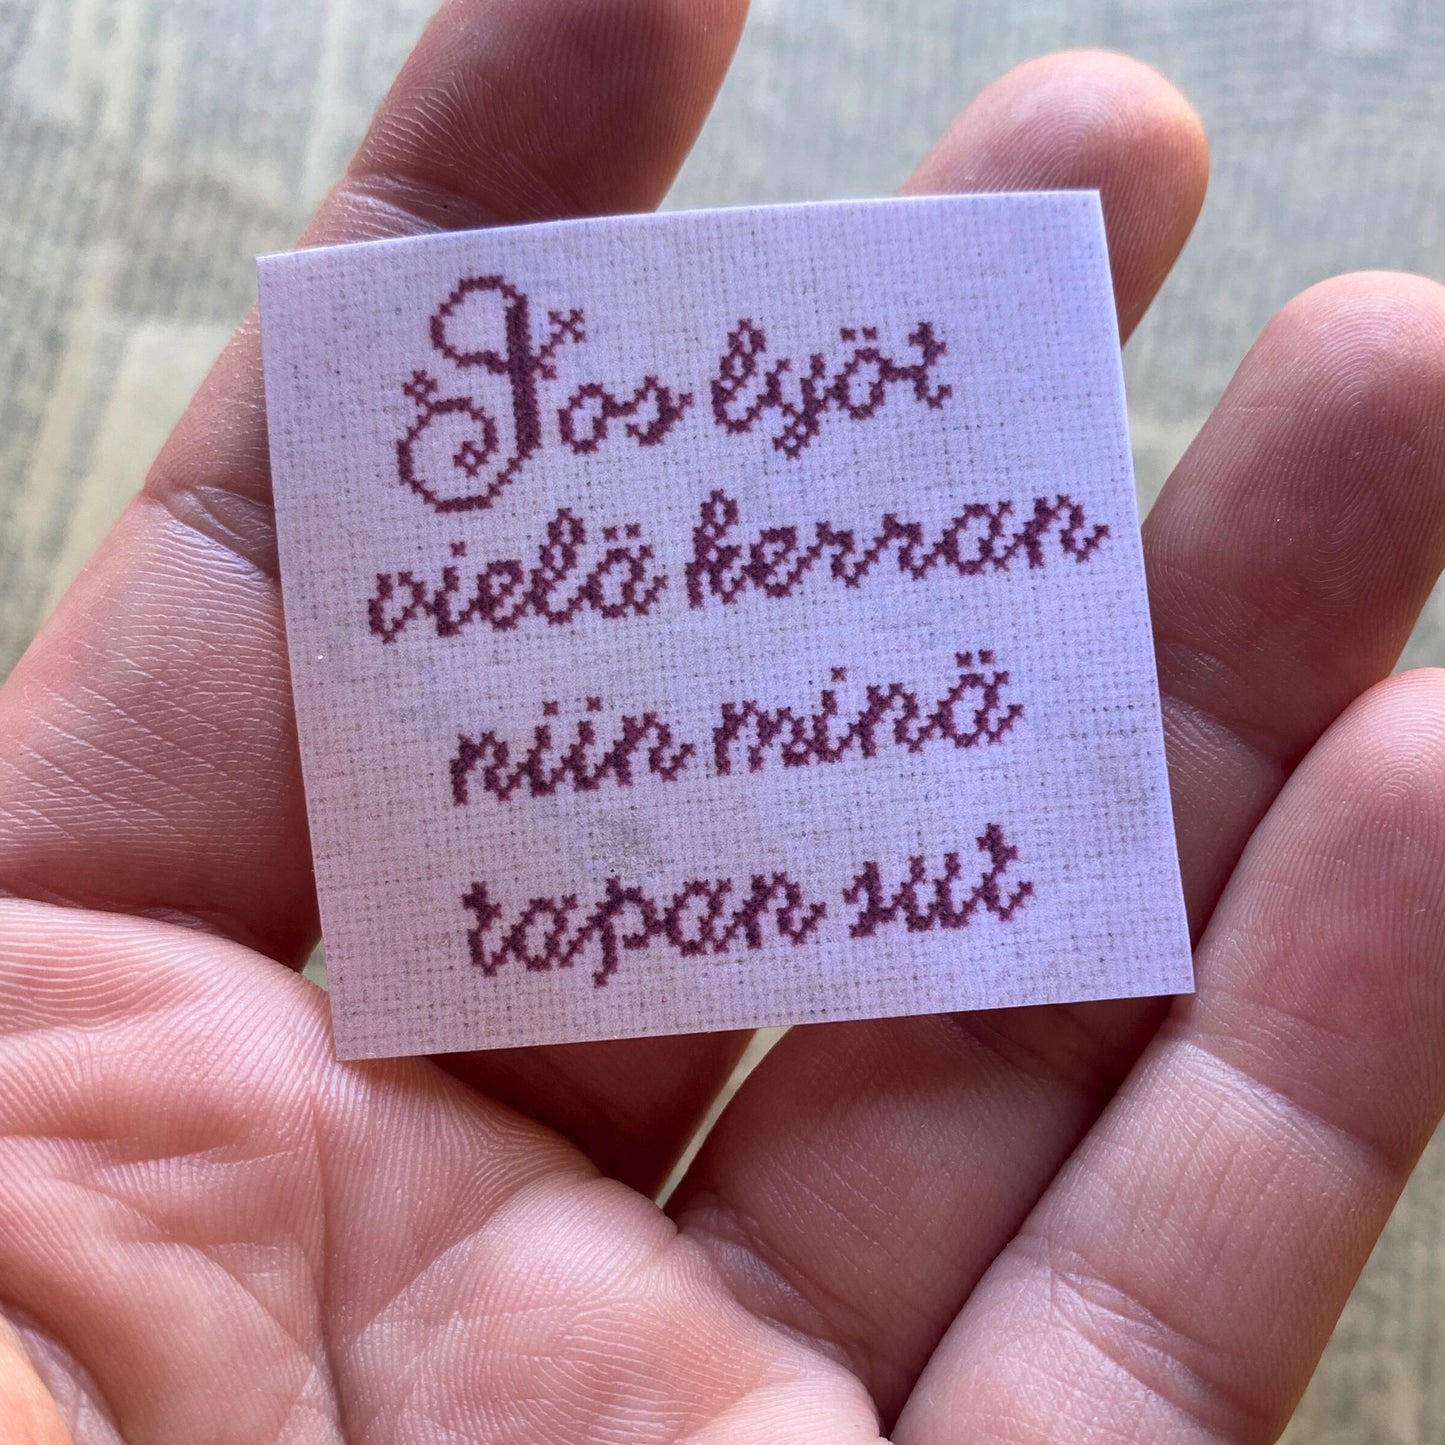 Jos lyöt
vielä kerran
niin minä
tapan sut